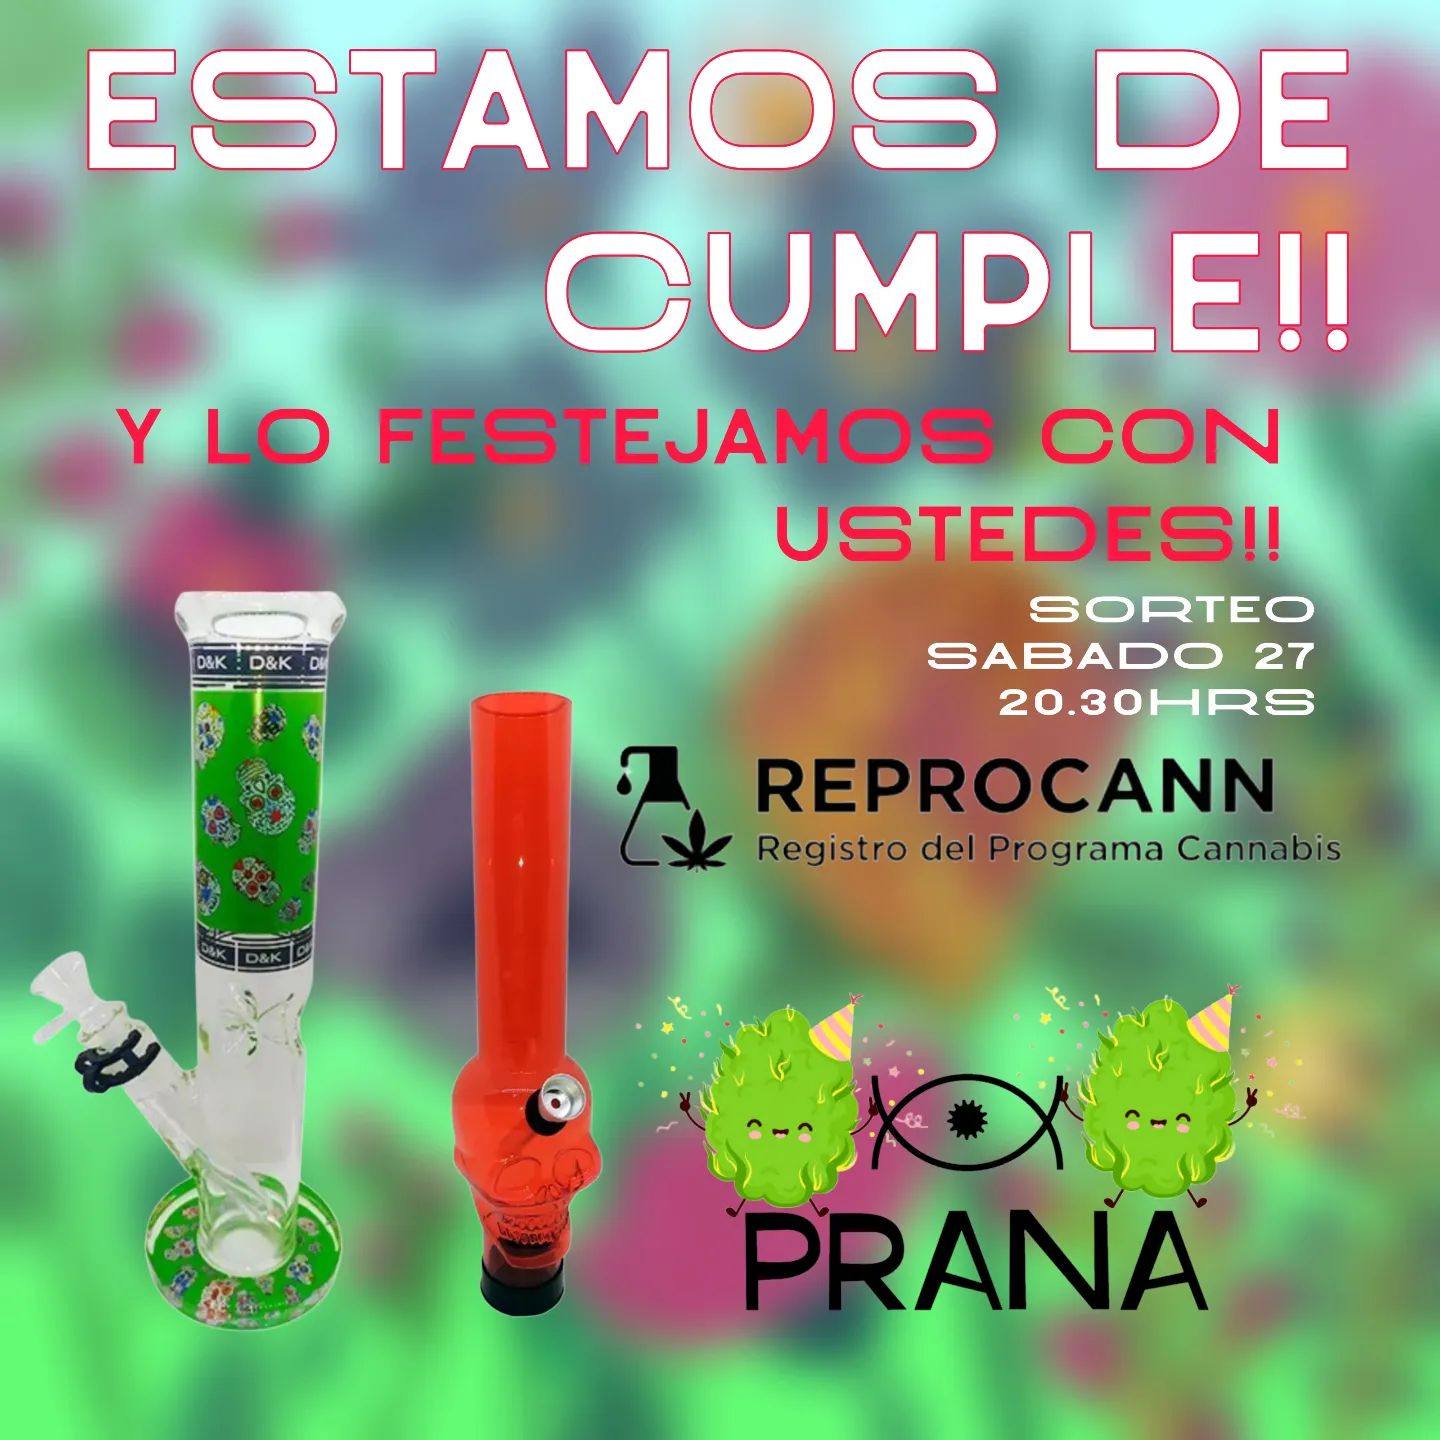 ESTAMOS DE
CUMPLE!!
Y LO FESTEJAMOS CON
USTEDES!!
SORTEO
SABADO 27
20.30HRS
REPROCANN
Registro del Programa Cannabis
D&K D&K
D&K D&K
PRANA